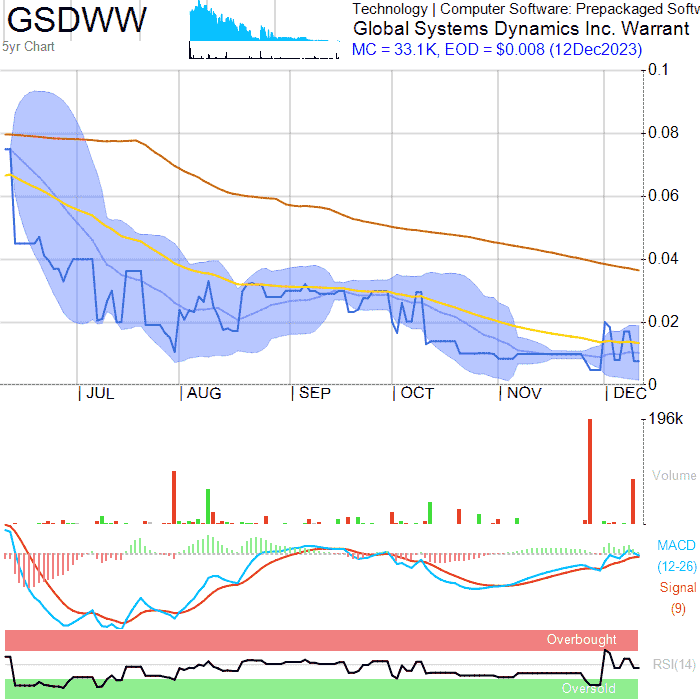 GSDWW
5yr Chart
Technology | Computer Software: Prepackaged Softw
Global Systems Dynamics Inc. Warrant
MC = 33.1K, EOD = $0.008 (12Dec2023)
0.1
0.08
0.06
0.04
0.02
0
| JUL | AUG | SEP | OCT | NOV | DEC
196K
Volume
MACD
(12-26)
Signal
(9)
Overbought
RSI(14)
Oversold